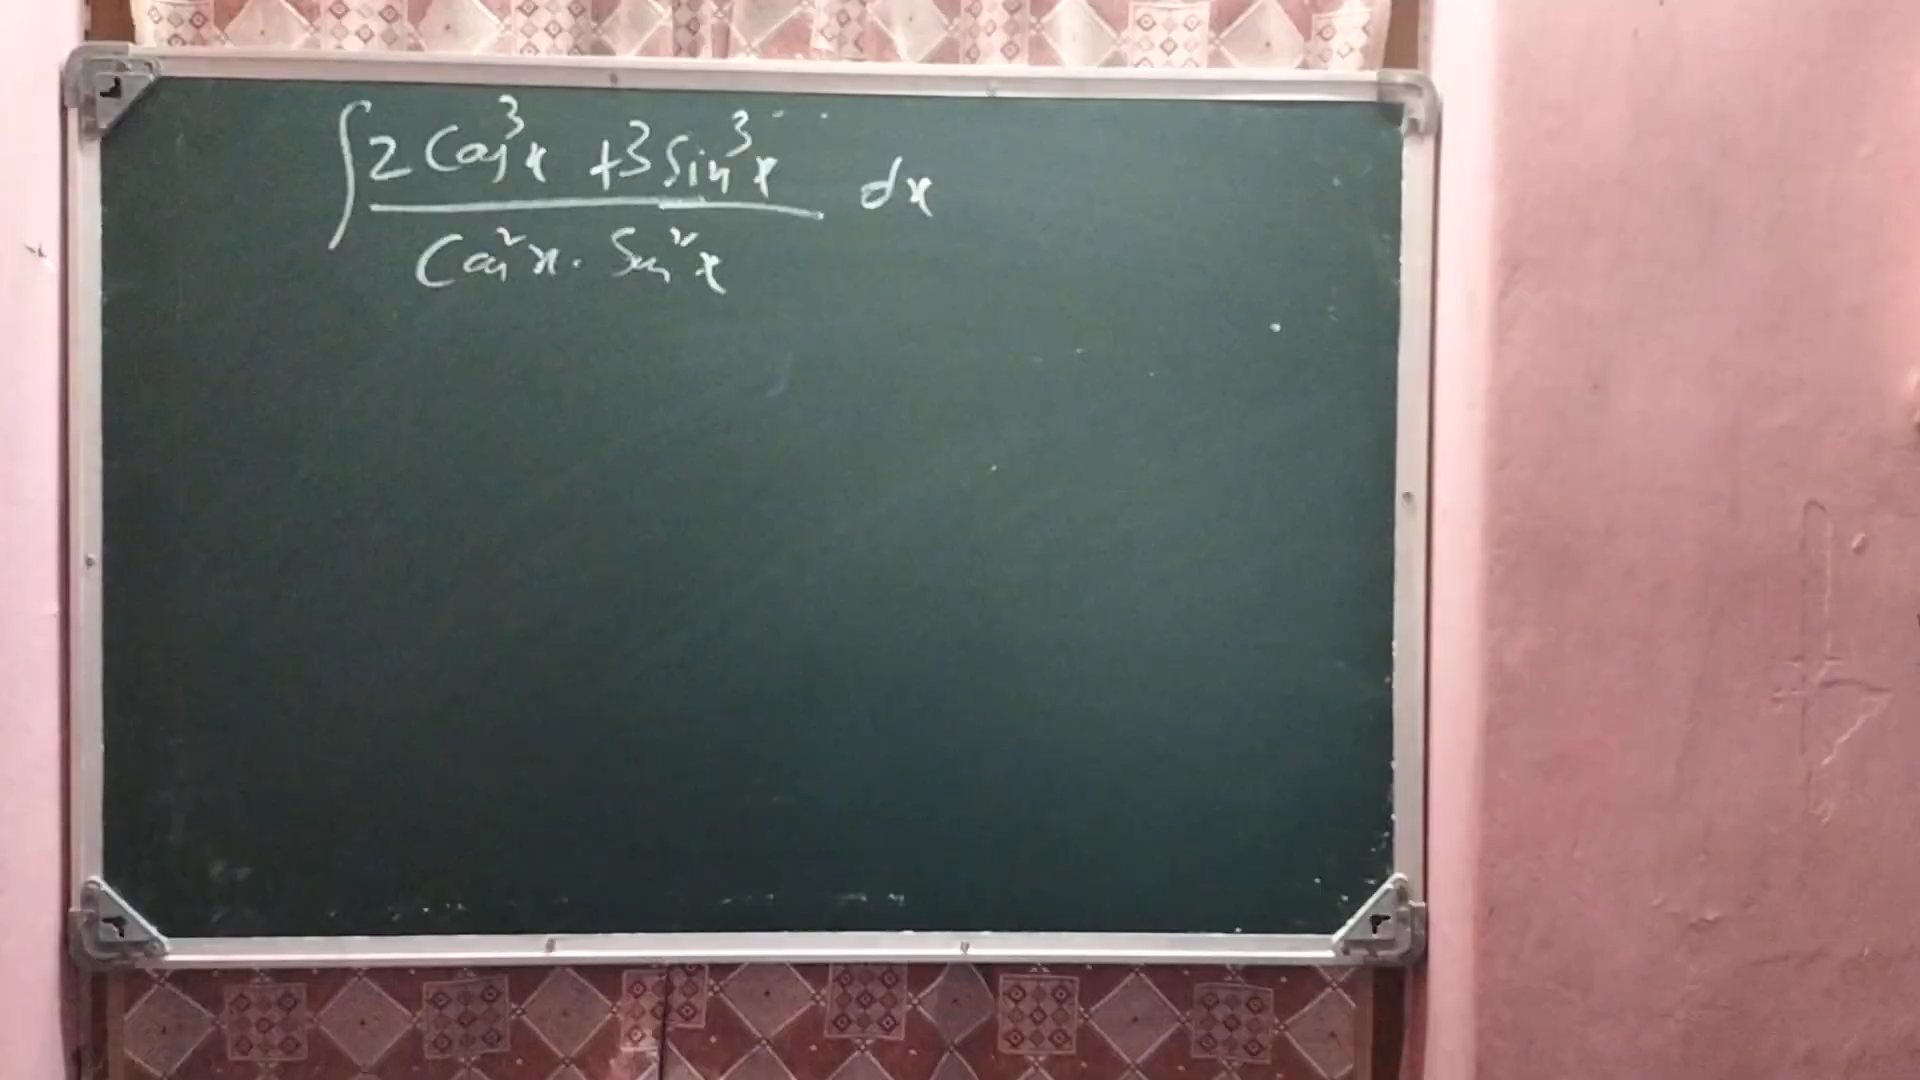 ∫ (2 Cos³x + 3 Sin³x) / (Cos²x · Sin²x) dx